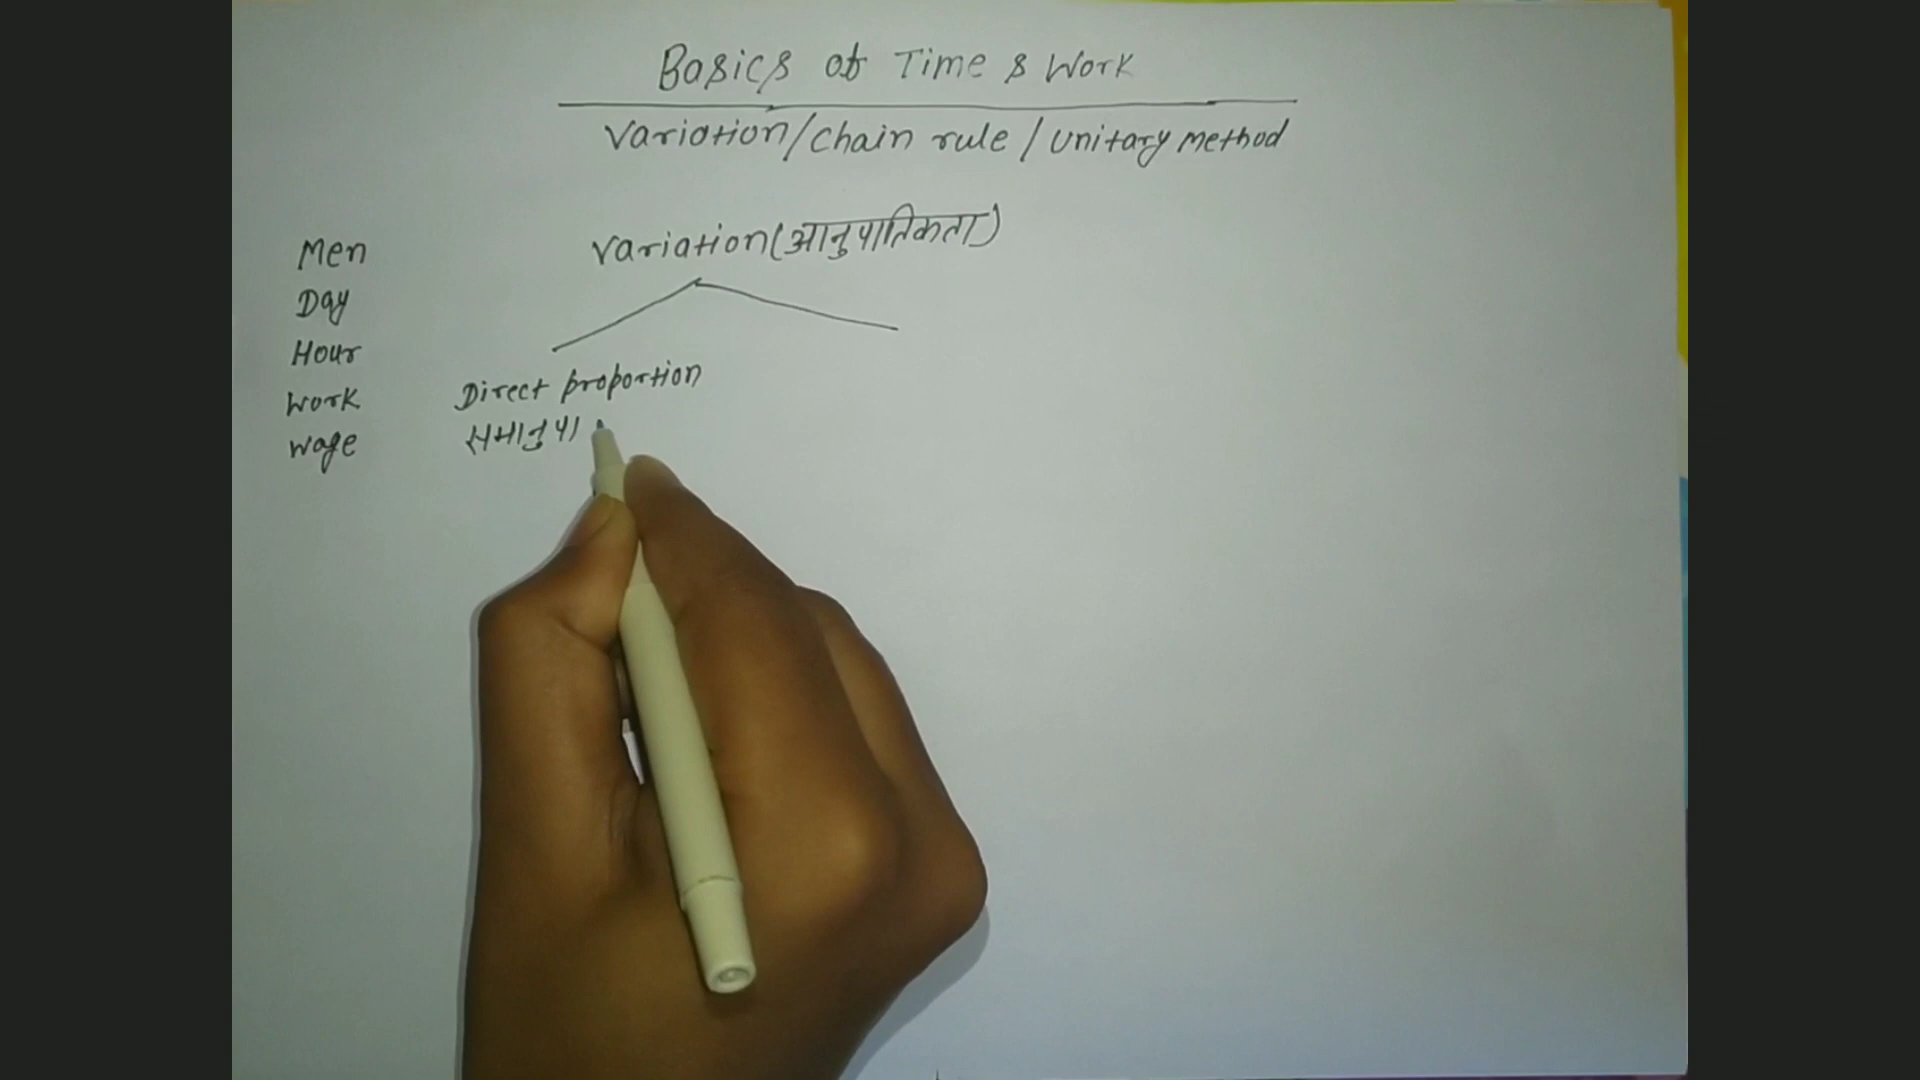 Basics of Time & Work
Variation/Chain rule/Unitary method
Men
Day
Hour
Work
Wage
Variation(आनुपातिकता)
Direct proportion
समानुपा